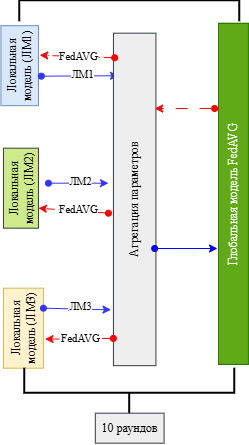 Локальная
модель (ЛМ1)
FedAVG
ЛМ1
Локальная
модель (ЛМ2)
ЛМ2
FedAVG
Локальная
модель (ЛМ3)
ЛМ3
FedAVG
Агрегация параметров
Глобальная модель FedAVG
10 раундов